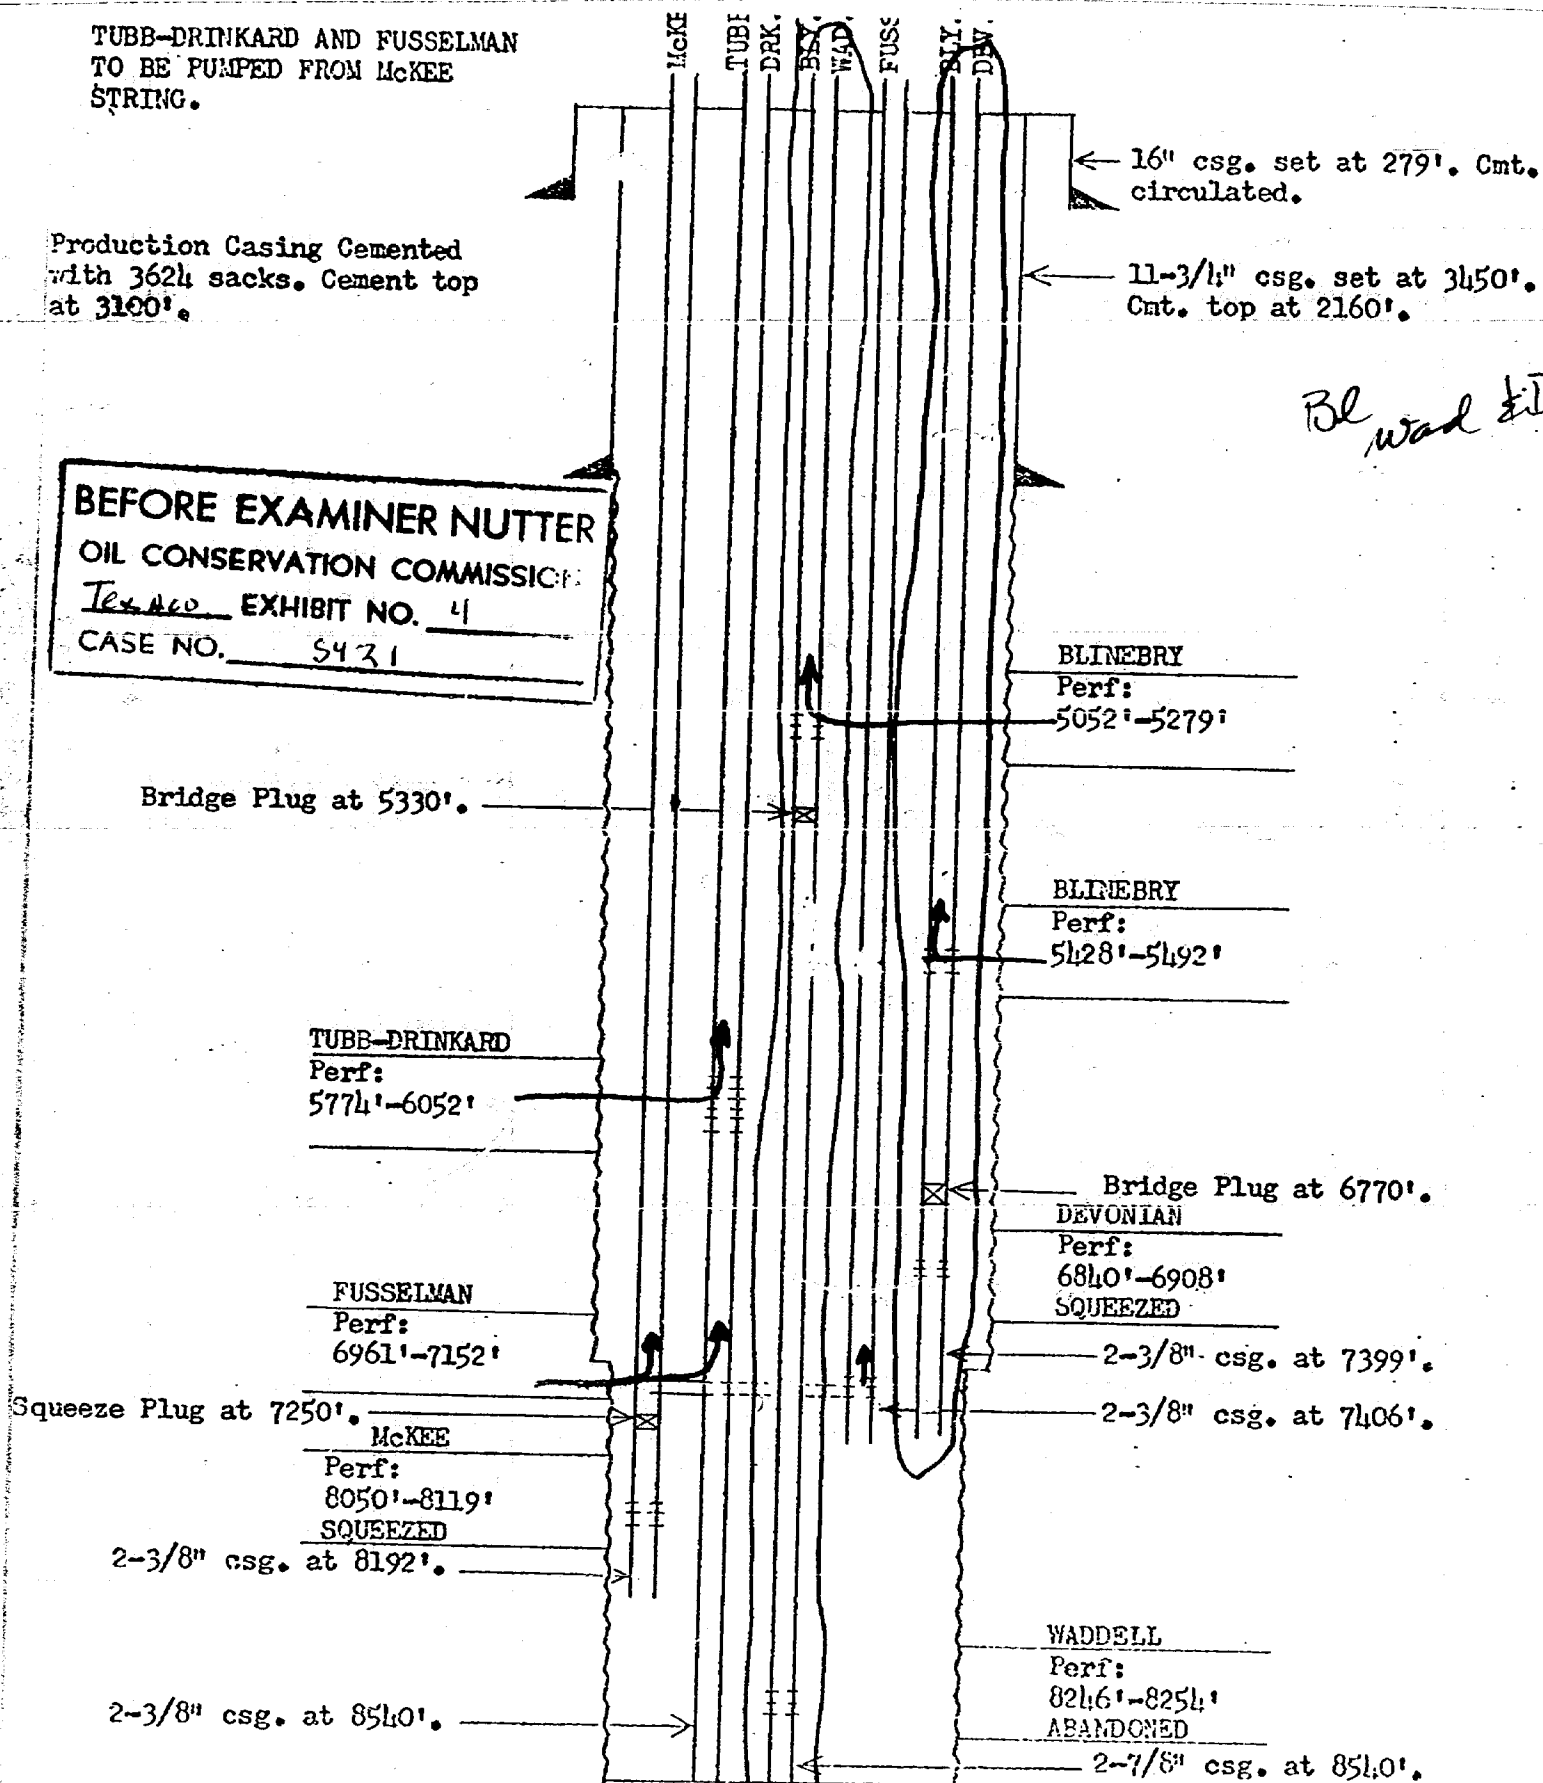 TUBB-DRINKARD AND FUSSELMAN
TO BE PUMPED FROM McKEE
STRING.
McKE
TUBB
DRK.
BLY.
WAD.
FUSS
BLY.
DEV.
16" csg. set at 279'. Cmt.
circulated.
Production Casing Cemented
with 3624 sacks. Cement top
at 3100'.
11-3/4" csg. set at 3450'.
Cmt. top at 2160'.
Bl
Wad
BEFORE EXAMINER NUTTER
OIL CONSERVATION COMMISSION
Texaco EXHIBIT NO. 4
CASE NO. 5421
BLINEBRY
Perf:
5052'-5279'
Bridge Plug at 5330'.
BLINEBRY
Perf:
5428'-5492'
TUBB-DRINKARD
Perf:
5774'-6052'
Bridge Plug at 6770'.
DEVONIAN
Perf:
6840'-6908'
SQUEEZED
FUSSELMAN
Perf:
6961'-7152'
2-3/8" csg. at 7399'.
Squeeze Plug at 7250'.
2-3/8" csg. at 7406'.
McKEE
Perf:
8050'-8119'
SQUEEZED
2-3/8" csg. at 8192'.
WADDELL
Perf:
8246'-8254'
ABANDONED
2-3/8" csg. at 8540'.
2-7/8" csg. at 8540'.